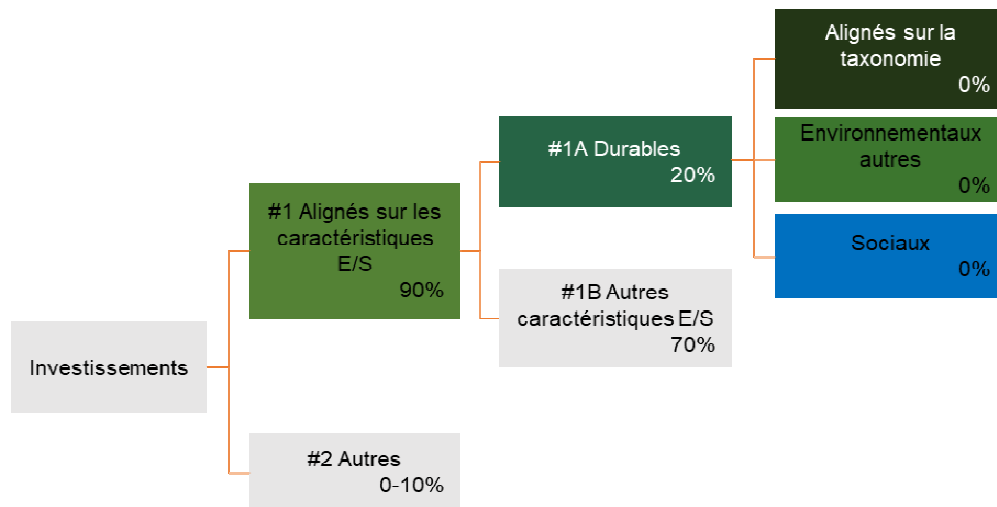 Investissements
#1 Alignés sur les
caractéristiques
E/S
90%
#2 Autres
0-10%
#1A Durables
20%
#1B Autres
caractéristiques E/S
70%
Alignés sur la
taxonomie
0%
Environnementaux
autres
0%
Sociaux
0%